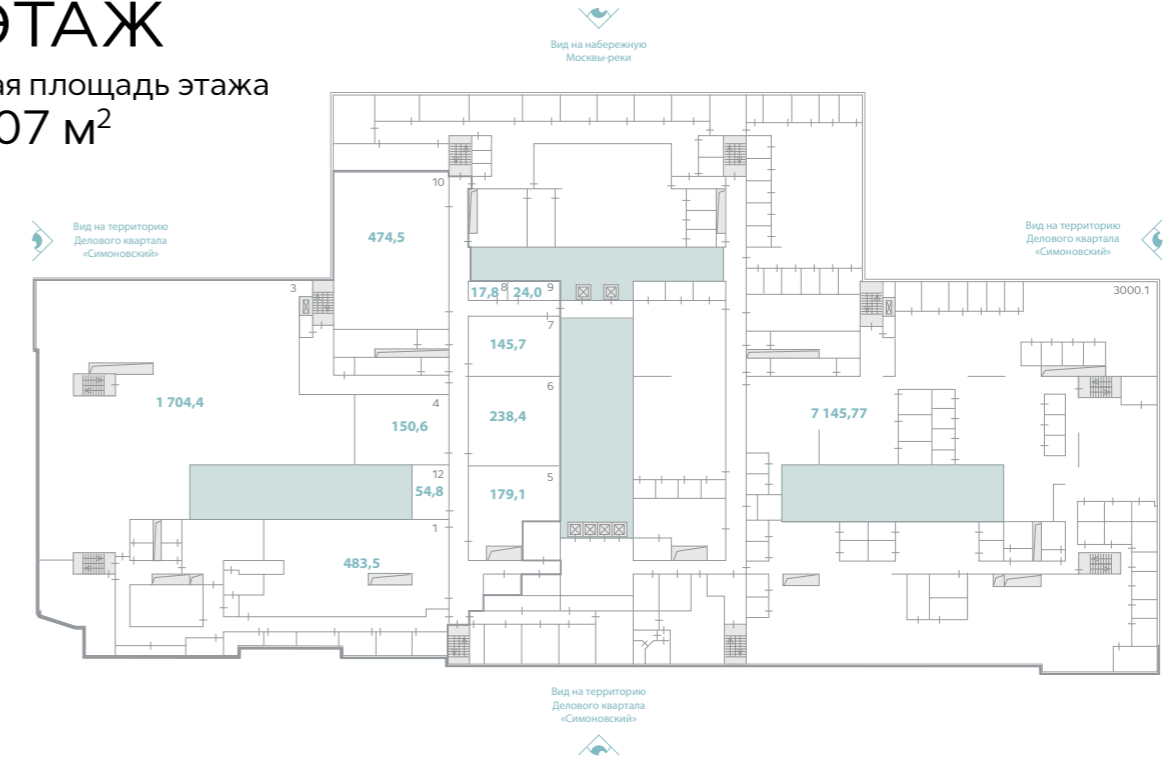 ЭТАЖ
ая площадь этажа
07 м²
Вид на набережную
Москвы-реки
Вид на территорию
Делового квартала
«Симоновский»
Вид на территорию
Делового квартала
«Симоновский»
10
474,5
3
17,8
8
24,0
9
3000.1
7
145,7
6
238,4
1 704,4
4
150,6
7 145,77
12
54,8
5
179,1
1
483,5
Вид на территорию
Делового квартала
«Симоновский»